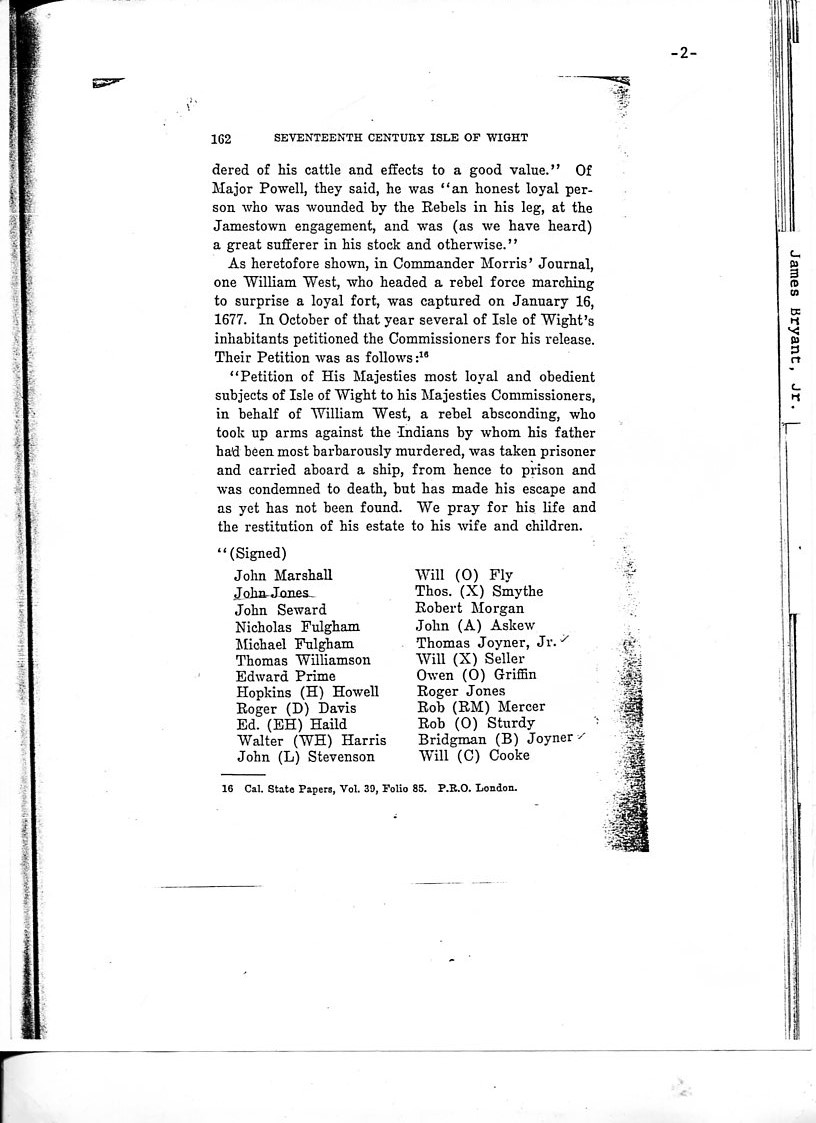 -2-
162 SEVENTEENTH CENTURY ISLE OF WIGHT
dered of his cattle and effects to a good value.” Of
Major Powell, they said, he was “an honest loyal per-
son who was wounded by the Rebels in his leg, at the
Jamestown engagement, and was (as we have heard)
a great sufferer in his stock and otherwise.”
As heretofore shown, in Commander Morris’ Journal,
one William West, who headed a rebel force marching
to surprise a loyal fort, was captured on January 16,
1677. In October of that year several of Isle of Wight’s
inhabitants petitioned the Commissioners for his release.
Their Petition was as follows:16
“Petition of His Majesties most loyal and obedient
subjects of Isle of Wight to his Majesties Commissioners,
in behalf of William West, a rebel absconding, who
took up arms against the Indians by whom his father
had been most barbarously murdered, was taken prisoner
and carried aboard a ship, from hence to prison and
was condemned to death, but has made his escape and
as yet has not been found. We pray for his life and
the restitution of his estate to his wife and children.
“(Signed)
John Marshall
John Jones
John Seward
Nicholas Fulgham
Michael Fulgham
Thomas Williamson
Edward Prime
Hopkins (H) Howell
Roger (D) Davis
Ed. (EH) Haild
Walter (WH) Harris
John (L) Stevenson
Will (O) Fly
Thos. (X) Smythe
Robert Morgan
John (A) Askew
Thomas Joyner, Jr. ✓
Will (X) Seller
Owen (O) Griffin
Roger Jones
Rob (RM) Mercer
Rob (O) Sturdy
Bridgman (B) Joyner ✓
Will (C) Cooke
16 Cal. State Papers, Vol. 39, Folio 85. P.R.O. London.
James Bryant, Jr.